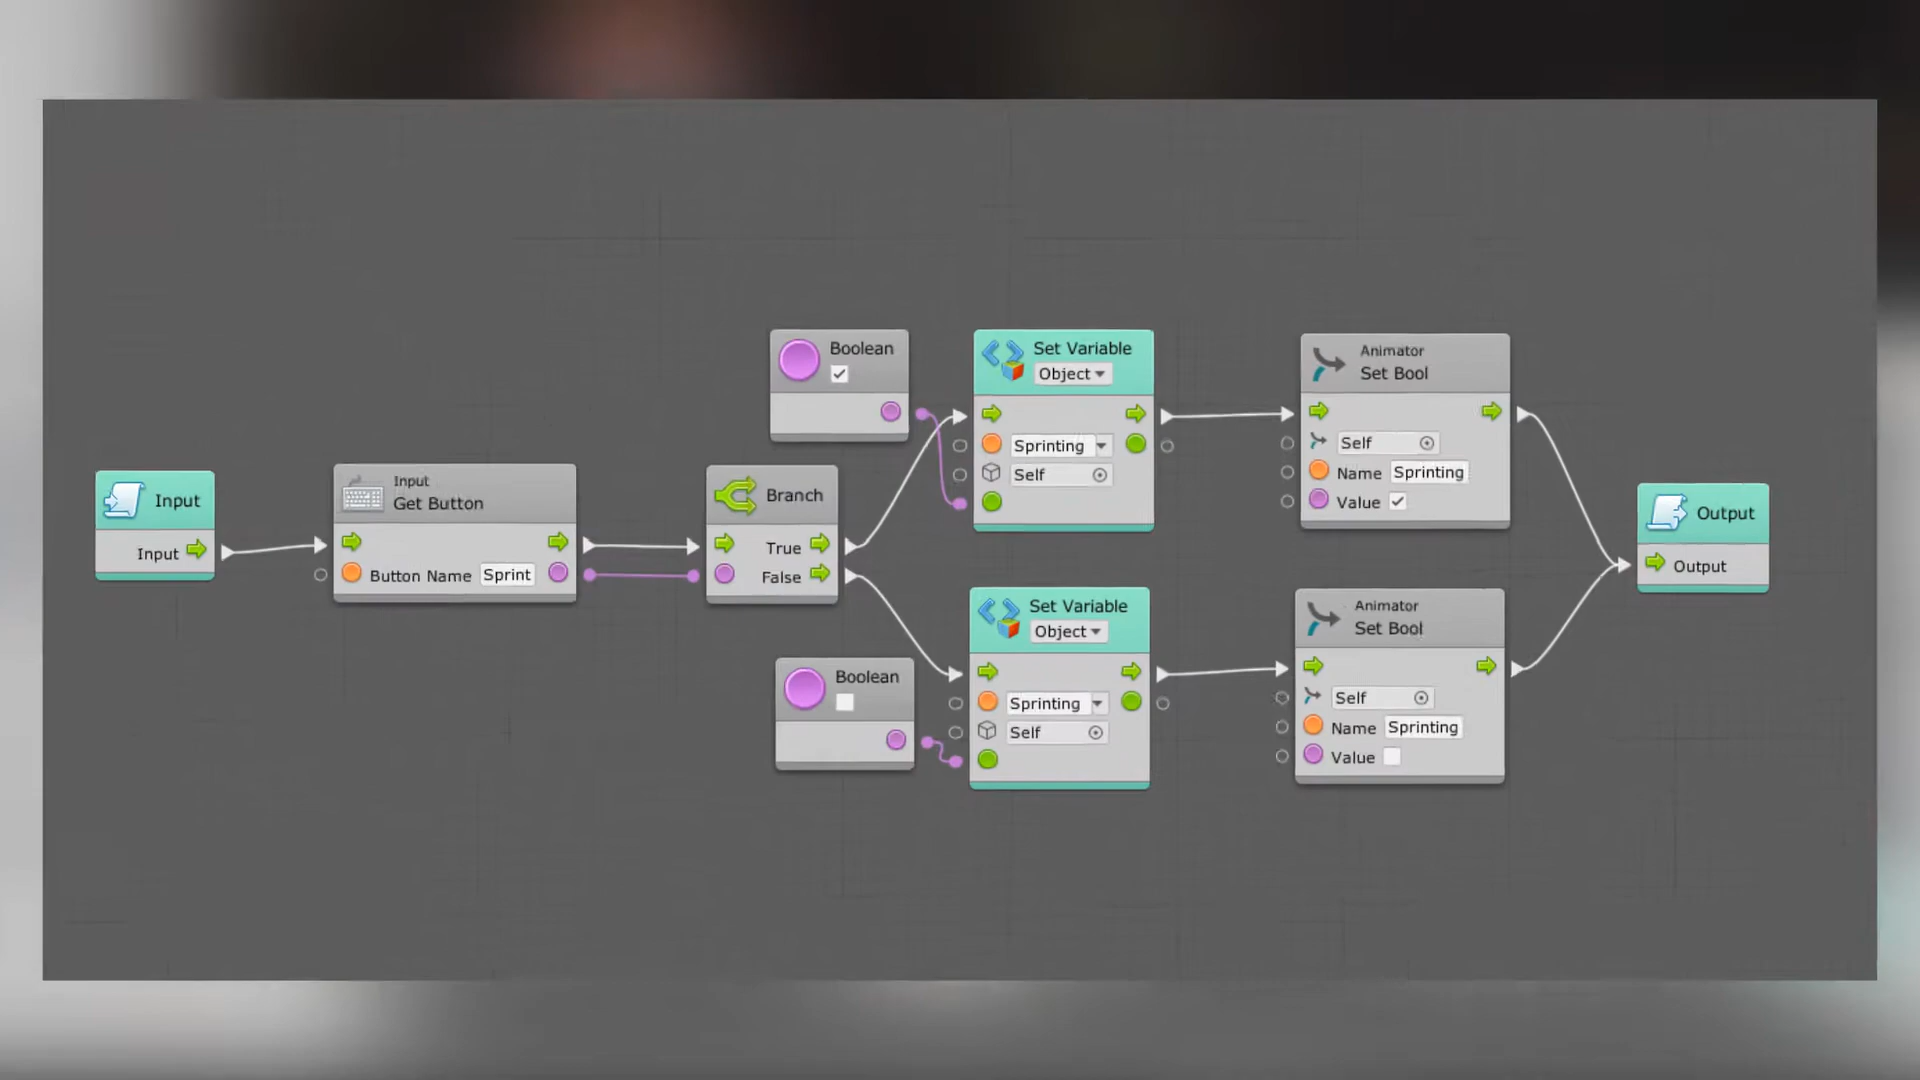 Input
Input
Input
Get Button
Button Name Sprint
Branch
True
False
Boolean
Set Variable
Object
Sprinting
Self
Animator
Set Bool
Self
Name Sprinting
Value
Boolean
Set Variable
Object
Sprinting
Self
Animator
Set Bool
Self
Name Sprinting
Value
Output
Output